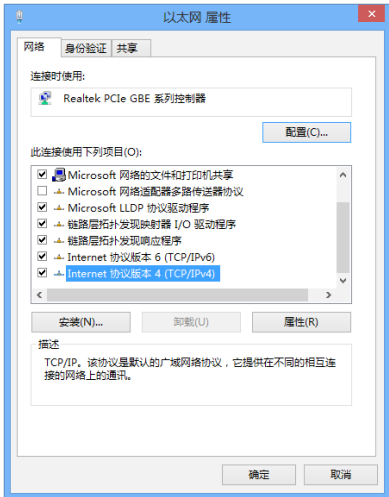 以太网 属性
网络 身份验证 共享
连接时使用:
Realtek PCIe GBE 系列控制器
配置(C)...
此连接使用下列项目(O):
Microsoft 网络的文件和打印机共享
Microsoft 网络适配器多路传送器协议
Microsoft LLDP 协议驱动程序
链路层拓扑发现映射器 I/O 驱动程序
链路层拓扑发现响应程序
Internet 协议版本 6 (TCP/IPv6)
Internet 协议版本 4 (TCP/IPv4)
安装(N)... 卸载(U) 属性(R)
描述
TCP/IP。该协议是默认的广域网络协议，它提供在不同的相互连
接的网络上的通讯。
确定 取消